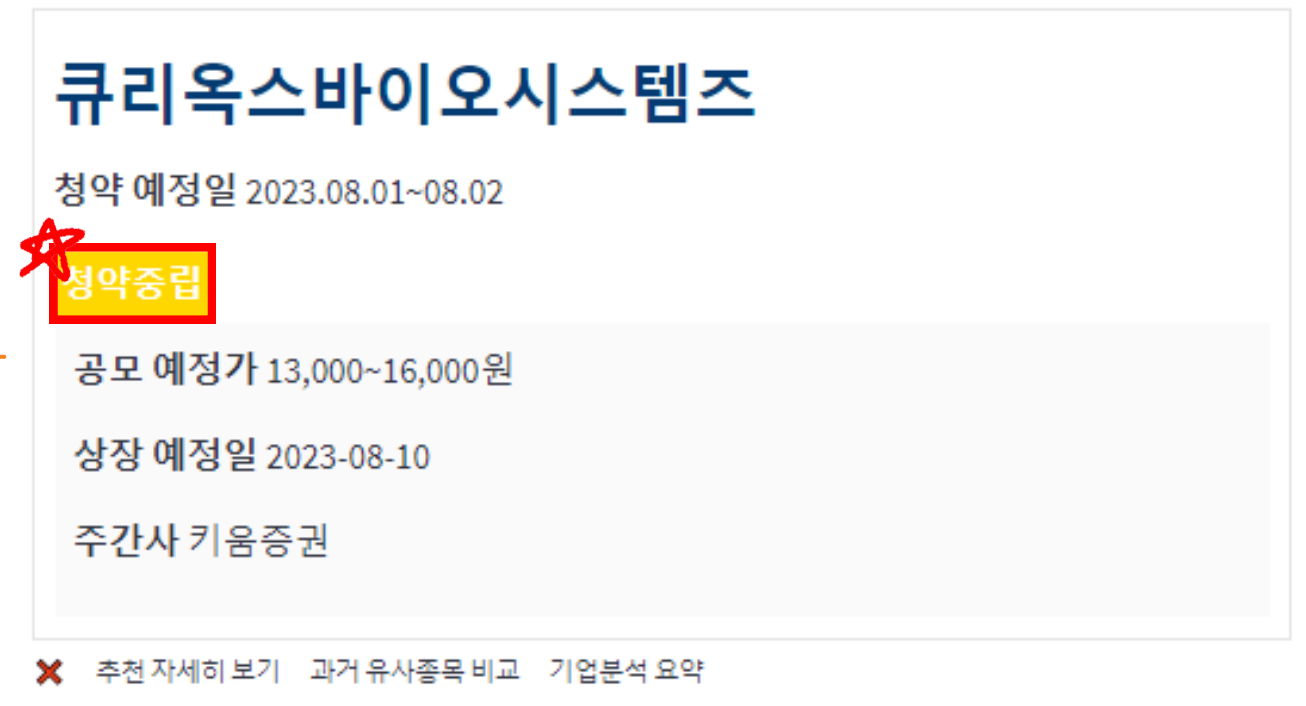 큐리옥스바이오시스템즈
청약 예정일 2023.08.01~08.02
청약중립
공모 예정가 13,000~16,000원
상장 예정일 2023-08-10
주간사 키움증권
추천 자세히 보기 과거 유사종목 비교 기업분석 요약